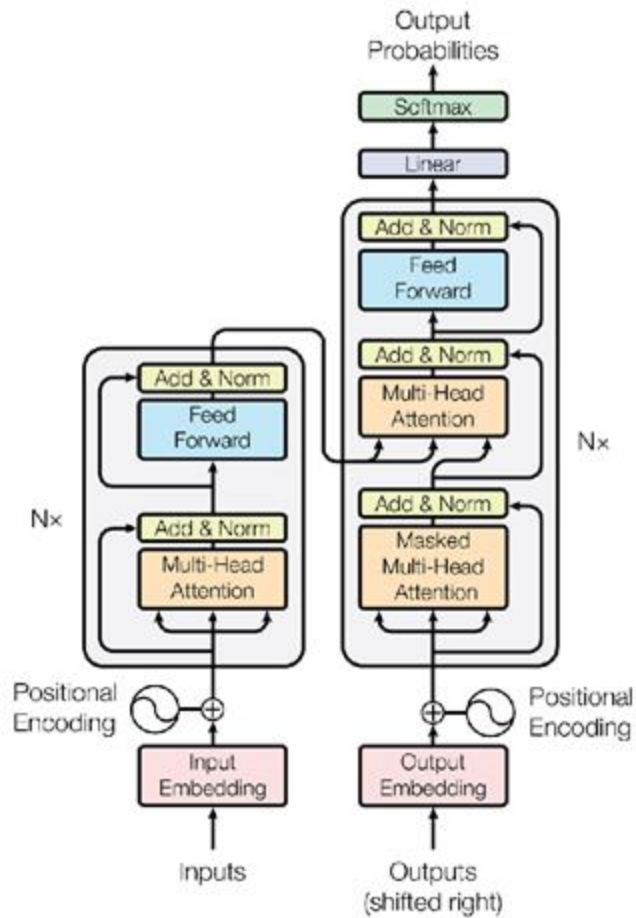 Output
Probabilities
Softmax
Linear
Add & Norm
Feed
Forward
Add & Norm
Multi-Head
Attention
Add & Norm
Masked
Multi-Head
Attention
Nx
Add & Norm
Feed
Forward
Add & Norm
Multi-Head
Attention
Nx
Positional
Encoding
Positional
Encoding
Input
Embedding
Output
Embedding
Inputs
Outputs
(shifted right)